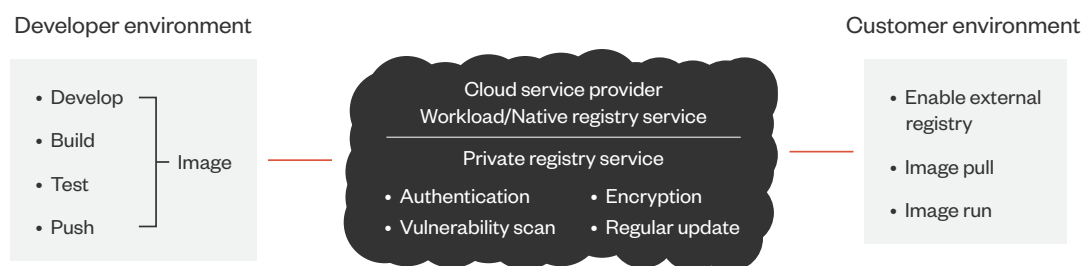 Developer environment
• Develop
• Build
• Test
• Push
Image
Cloud service provider
Workload/Native registry service
Private registry service
• Authentication
• Vulnerability scan
• Encryption
• Regular update
Customer environment
• Enable external
registry
• Image pull
• Image run